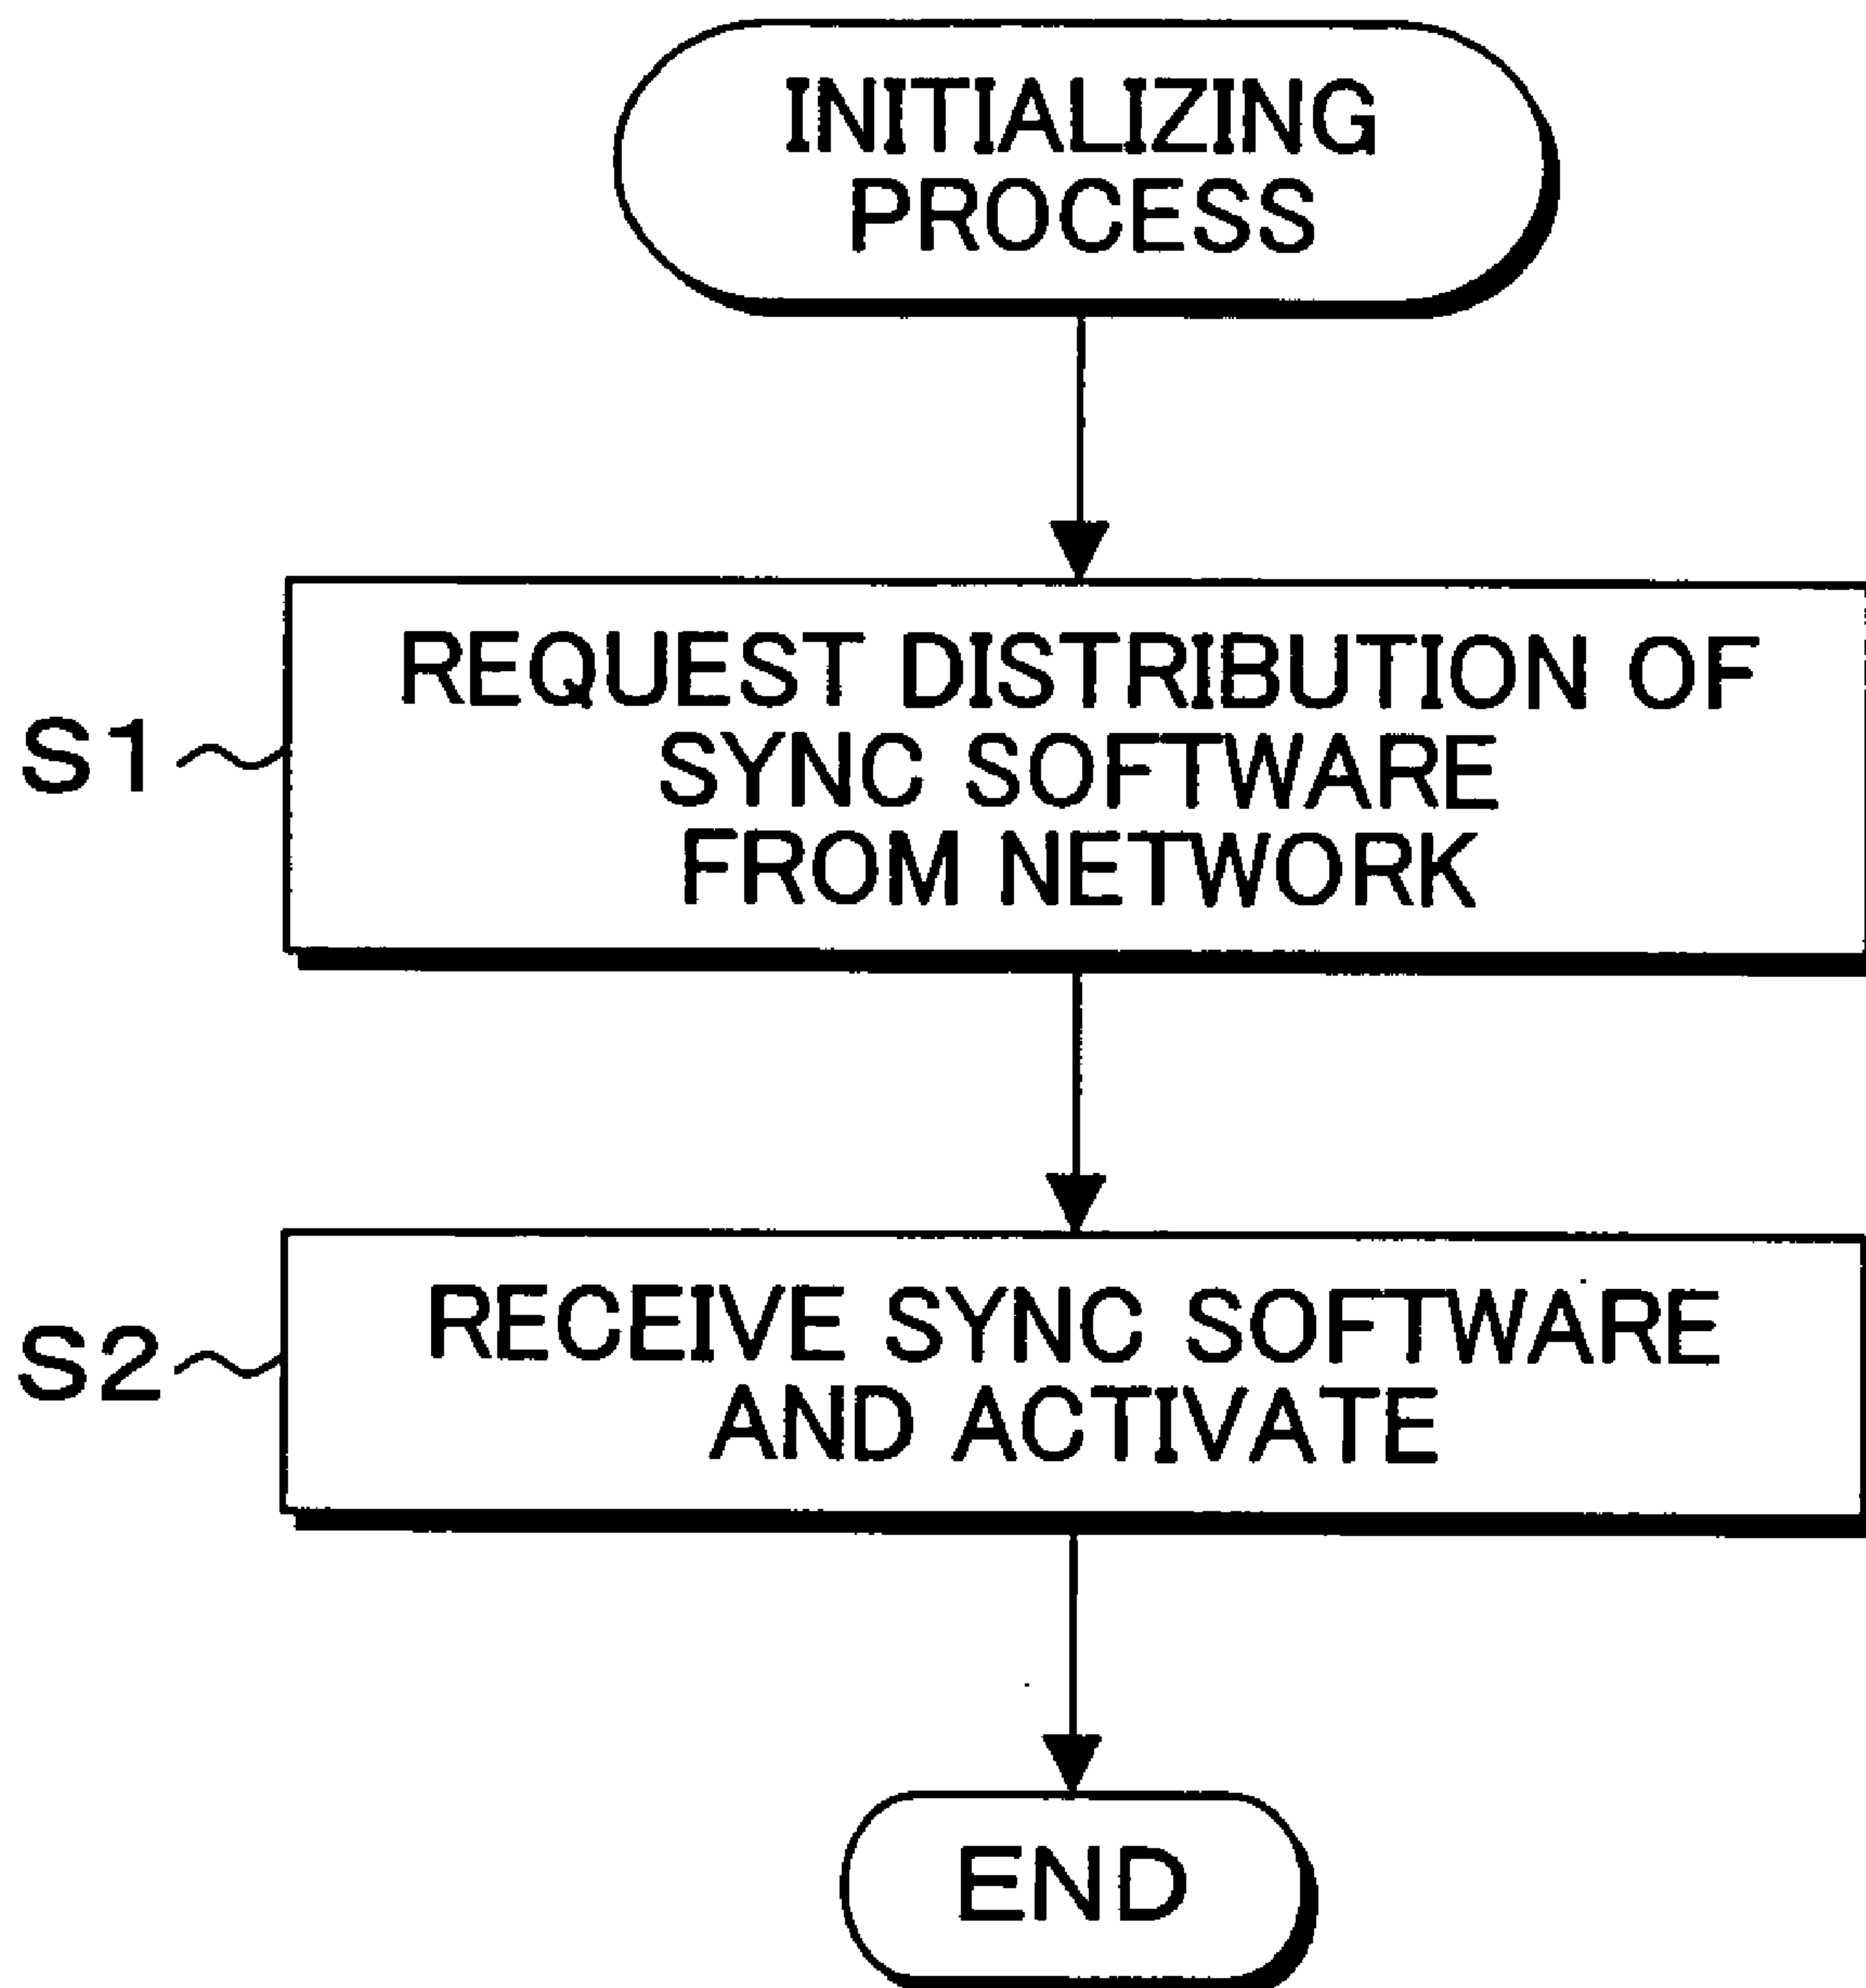 INITIALIZING
PROCESS
REQUEST DISTRIBUTION OF
SYNC SOFTWARE
FROM NETWORK
S1
RECEIVE SYNC SOFTWARE
AND ACTIVATE
S2
END